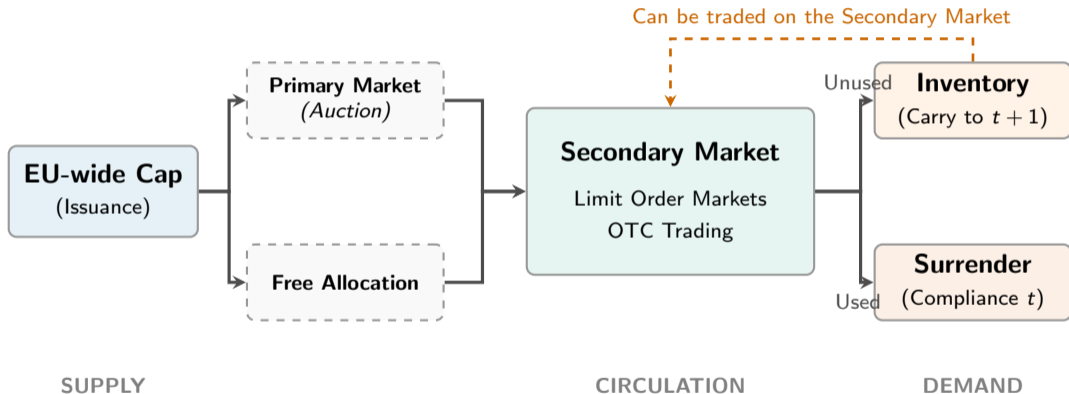 Can be traded on the Secondary Market
EU-wide Cap
(Issuance)
Primary Market
(Auction)
Free Allocation
Secondary Market
Limit Order Markets
OTC Trading
Unused
Inventory
(Carry to t + 1)
Used
Surrender
(Compliance t)
SUPPLY
CIRCULATION
DEMAND